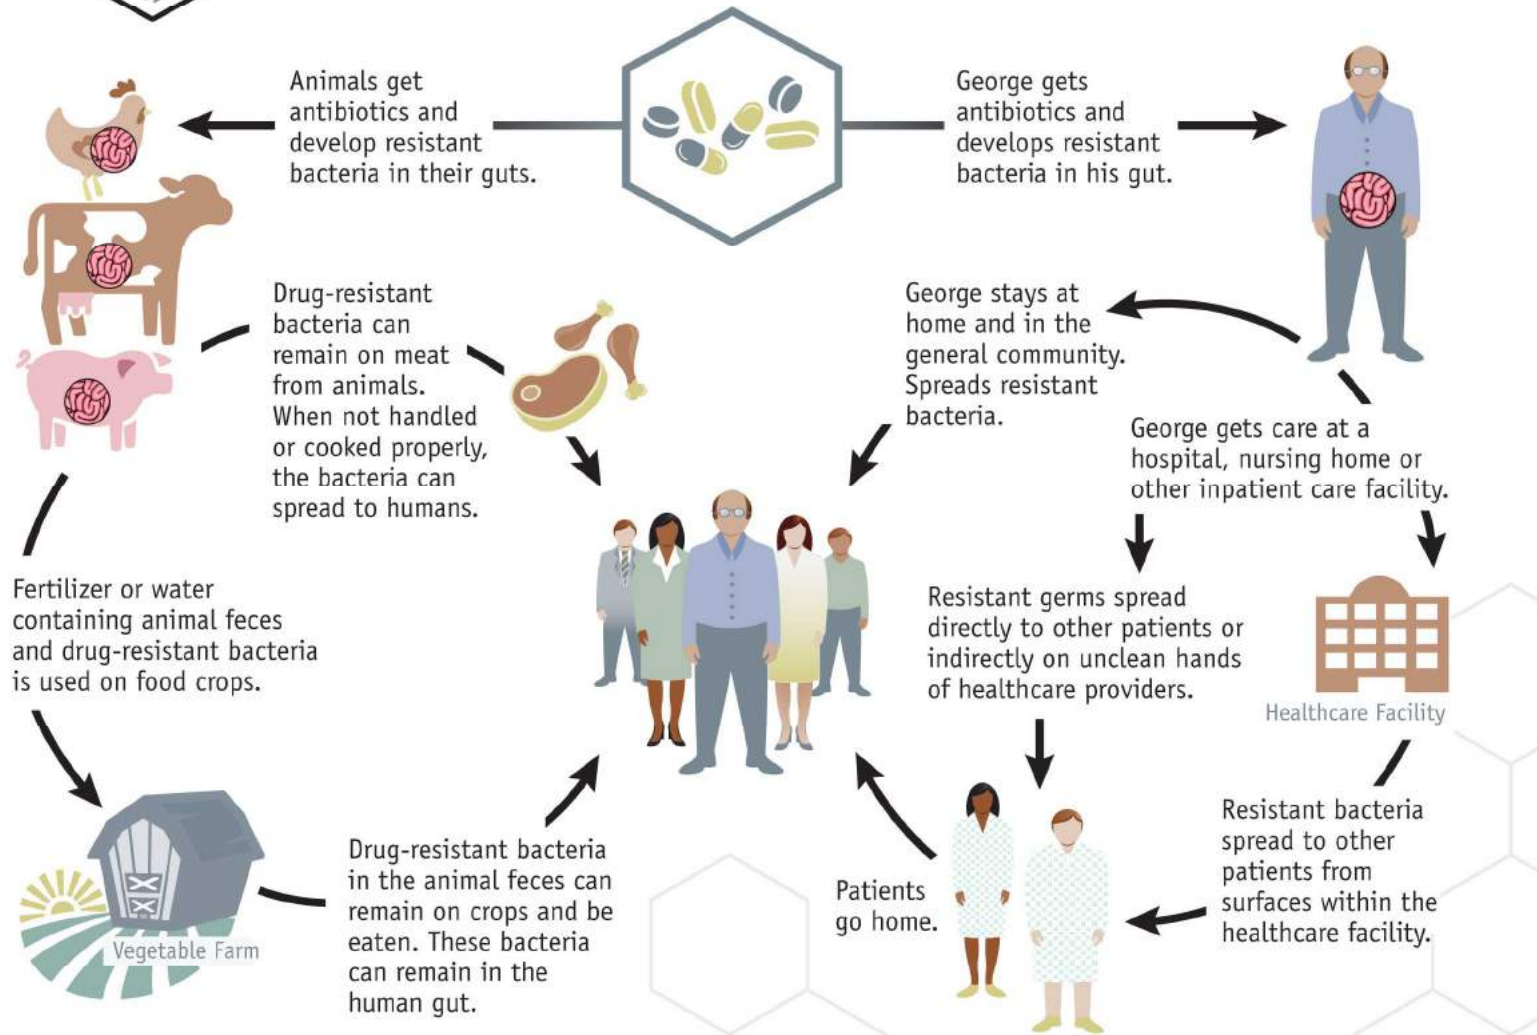 Animals get
antibiotics and
develop resistant
bacteria in their guts.
George gets
antibiotics and
develops resistant
bacteria in his gut.
Drug-resistant
bacteria can
remain on meat
from animals.
When not handled
or cooked properly,
the bacteria can
spread to humans.
George stays at
home and in the
general community.
Spreads resistant
bacteria.
George gets care at a
hospital, nursing home or
other inpatient care facility.
Fertilizer or water
containing animal feces
and drug-resistant bacteria
is used on food crops.
Resistant germs spread
directly to other patients or
indirectly on unclean hands
of healthcare providers.
Healthcare Facility
Vegetable Farm
Drug-resistant bacteria
in the animal feces can
remain on crops and be
eaten. These bacteria
can remain in the
human gut.
Patients
go home.
Resistant bacteria
spread to other
patients from
surfaces within the
healthcare facility.